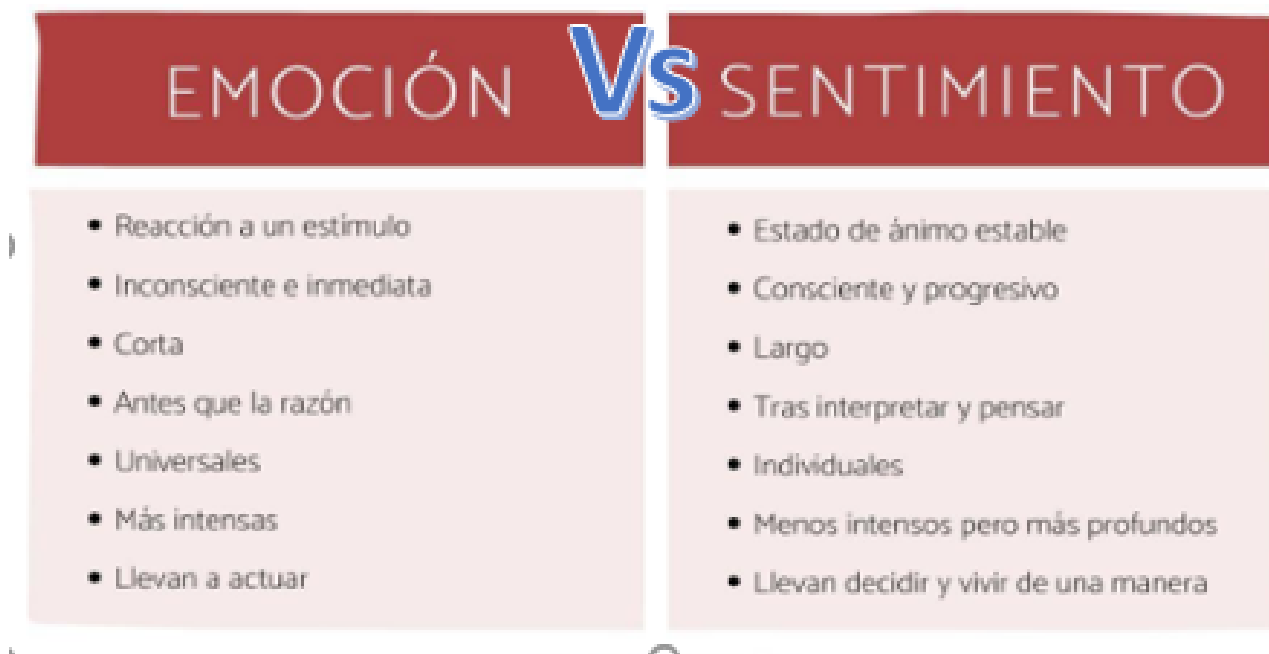 EMOCIÓN Vs SENTIMIENTO
• Reacción a un estímulo
• Inconsciente e inmediata
• Corta
• Antes que la razón
• Universales
• Más intensas
• Llevan a actuar
• Estado de ánimo estable
• Consciente y progresivo
• Largo
• Tras interpretar y pensar
• Individuales
• Menos intensos pero más profundos
• Llevan decidir y vivir de una manera